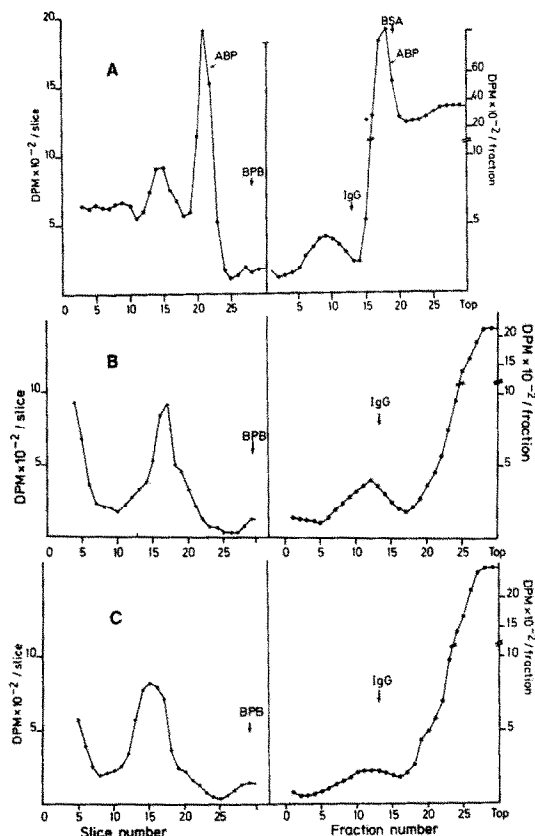 A
DPM×10⁻² / slice
20
15
10
5
ABP
BPB
0 5 10 15 20 25
BSA
ABP
IgG
60
40
20
10
5
DPM×10⁻² / fraction
0 5 10 15 20 25 Top
B
DPM×10⁻² / slice
10
5
BPB
0 5 10 15 20 25
IgG
20
15
10
5
DPM×10⁻² / fraction
0 5 10 15 20 25 Top
C
DPM×10⁻² / slice
10
5
BPB
0 5 10 15 20 25
Slice number
IgG
20
15
10
5
DPM×10⁻² / fraction
0 5 10 15 20 25 Top
Fraction number